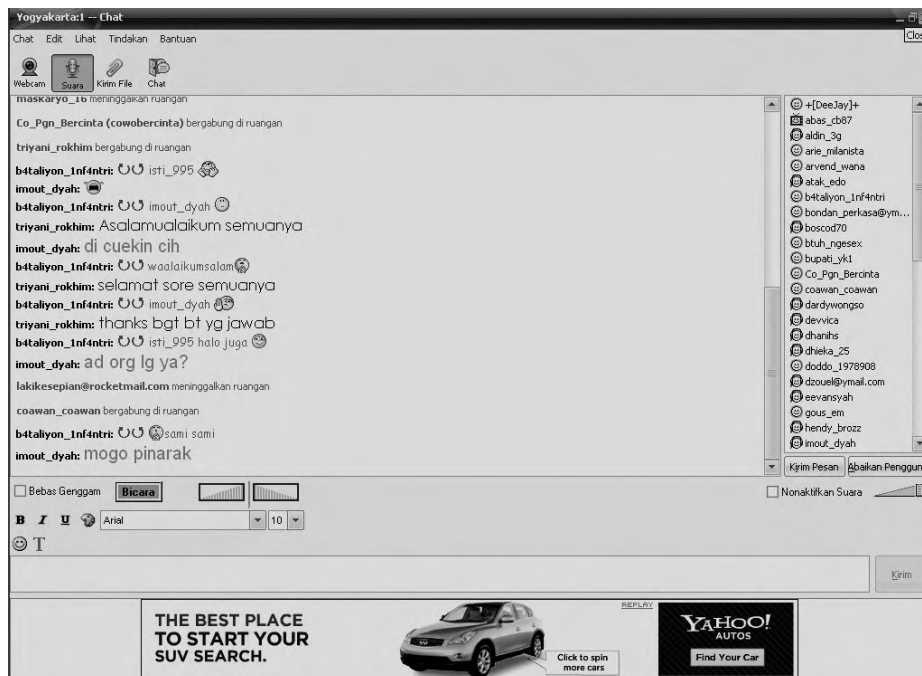 Yogyakarta:1 -- Chat
Chat Edit Lihat Tindakan Bantuan
Webcam Suara Kirim File Chat
maskaryo_16 meninggalkan ruangan
Co_Pgn_Bercinta (cowobercinta) bergabung di ruangan
triyani_rokhim bergabung di ruangan
b4taliyon_1nf4ntri: isti_995
imout_dyah:
b4taliyon_1nf4ntri: imout_dyah
triyani_rokhim: Asalamualaikum semuanya
imout_dyah: di cuekin cih
b4taliyon_1nf4ntri: waalaikumsalam
triyani_rokhim: selamat sore semuanya
b4taliyon_1nf4ntri: imout_dyah
triyani_rokhim: thanks bgt bt yg jawab
b4taliyon_1nf4ntri: isti_995 halo juga
imout_dyah: ad org lg ya?
lakikesepian@rocketmail.com meninggalkan ruangan
coawan_coawan bergabung di ruangan
b4taliyon_1nf4ntri: sami sami
imout_dyah: mogo pinarak
Clos
+[DeeJay]+
abas_cb87
aldin_3g
arie_milanista
arvend_wana
atak_edo
b4taliyon_1nf4ntri
bondan_perkasa@ym...
boscod70
btuh_ngesex
bupati_yk1
Co_Pgn_Bercinta
coawan_coawan
dardywongso
devvica
dhanihs
dhieka_25
doddo_1978908
dzouel@ymail.com
eevansyah
gous_em
hendy_brozz
imout_dyah
Kirim Pesan Abaikan Penggun
Bebas Genggam Bicara Nonaktifkan Suara
B I U Arial 10
T
Kirim
THE BEST PLACE
TO START YOUR
SUV SEARCH.
REPLAY
Click to spin
more cars
YAHOO!
AUTOS
Find Your Car